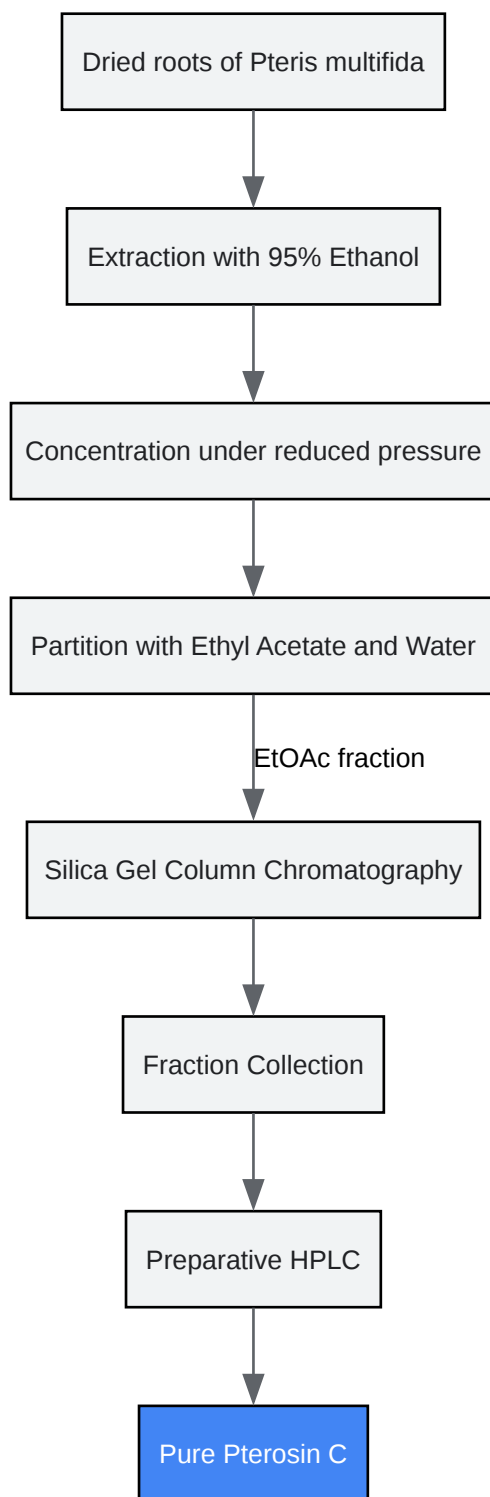 Dried roots of Pteris multifida
Extraction with 95% Ethanol
Concentration under reduced pressure
Partition with Ethyl Acetate and Water
EtOAc fraction
Silica Gel Column Chromatography
Fraction Collection
Preparative HPLC
Pure Pterosin C